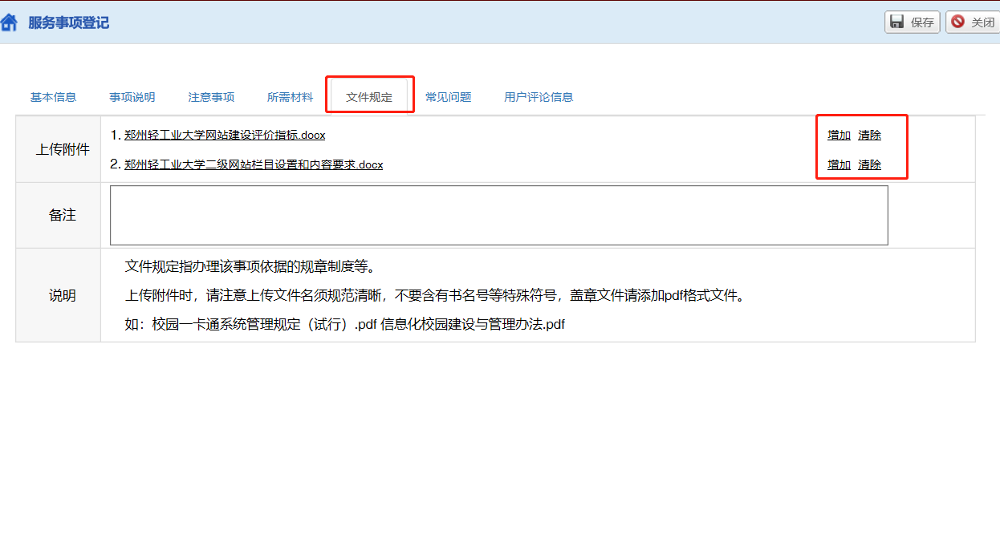 服务事项登记 保存 关闭
基本信息 事项说明 注意事项 所需材料 文件规定 常见问题 用户评论信息
上传附件
1. 郑州轻工业大学网站建设评价指标.docx 增加 清除
2. 郑州轻工业大学二级网站栏目设置和内容要求.docx 增加 清除
备注
说明
文件规定指办理该事项依据的规章制度等。
上传附件时，请注意上传文件名须规范清晰，不要含有书名号等特殊符号，盖章文件请添加pdf格式文件。
如：校园一卡通系统管理规定（试行）.pdf 信息化校园建设与管理办法.pdf